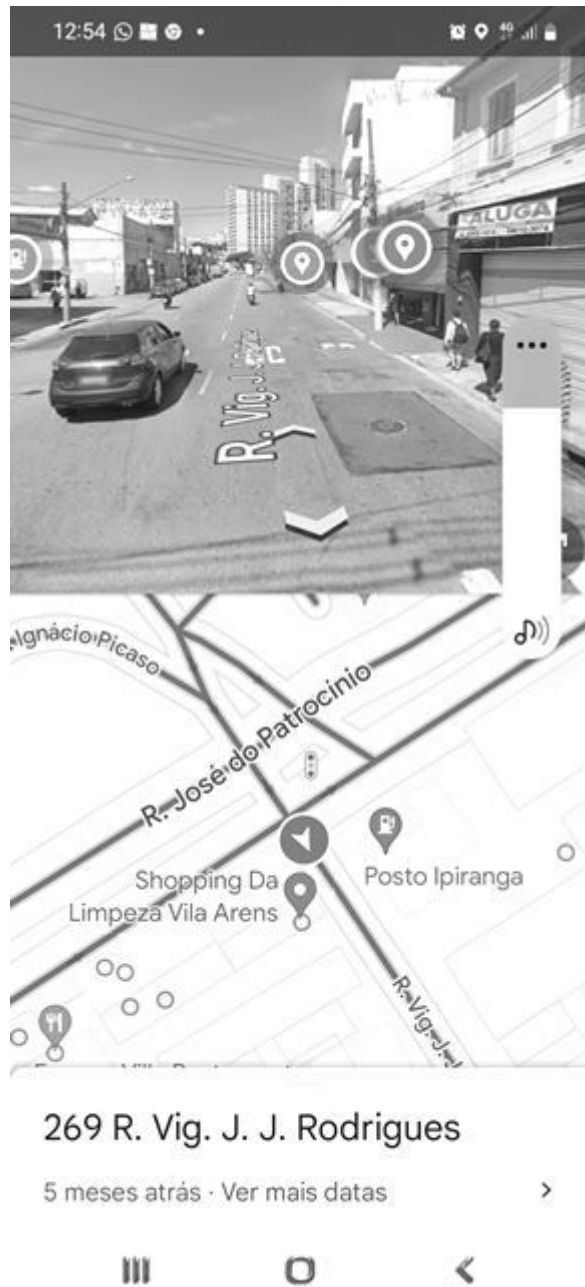 12:54
4G
ALUGA
R. Vig. J. J.
Ignácio Picaso
R. José do Patrocínio
Shopping Da
Limpeza Vila Arens
Posto Ipiranga
R. Vig. J. J.
269 R. Vig. J. J. Rodrigues
5 meses atrás · Ver mais datas